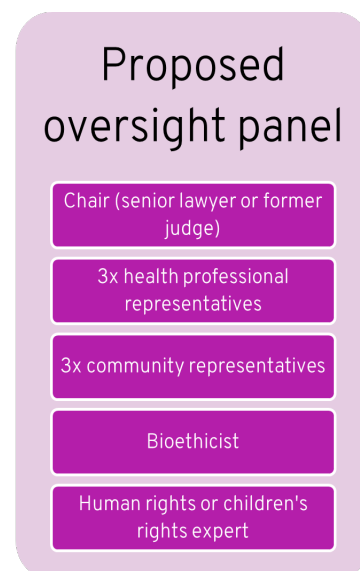 Proposed
oversight panel
Chair (senior lawyer or former
judge)
3x health professional
representatives
3x community representatives
Bioethicist
Human rights or children's
rights expert